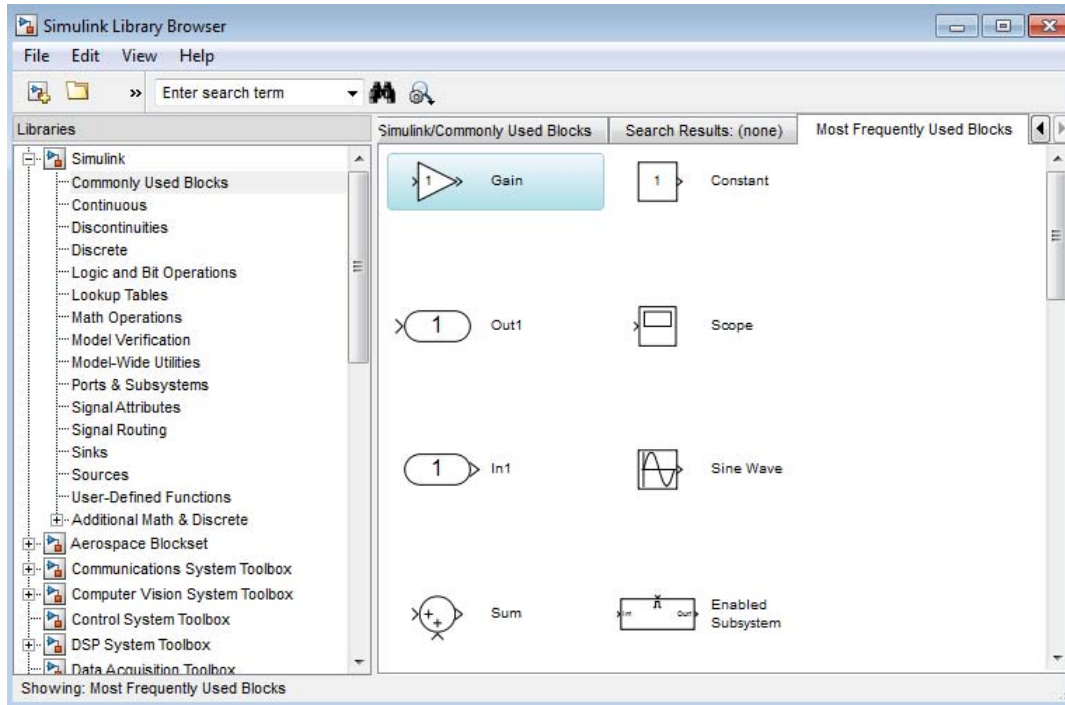 Simulink Library Browser
File Edit View Help
» Enter search term
Libraries
Simulink/Commonly Used Blocks Search Results: (none) Most Frequently Used Blocks
Simulink
Commonly Used Blocks
Continuous
Discontinuities
Discrete
Logic and Bit Operations
Lookup Tables
Math Operations
Model Verification
Model-Wide Utilities
Ports & Subsystems
Signal Attributes
Signal Routing
Sinks
Sources
User-Defined Functions
Additional Math & Discrete
Aerospace Blockset
Communications System Toolbox
Computer Vision System Toolbox
Control System Toolbox
DSP System Toolbox
Data Acquisition Toolbox
1 Gain 1 Constant
1 Out1 Scope
1 In1 Sine Wave
Sum In1 Out1 Enabled
Subsystem
Showing: Most Frequently Used Blocks